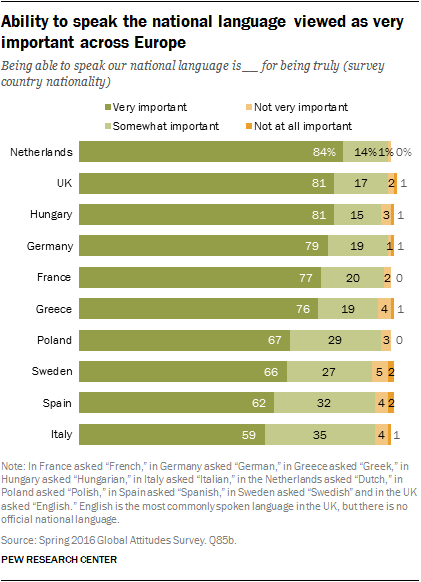 Ability to speak the national language viewed as very
important across Europe
Being able to speak our national language is __ for being truly (survey
country nationality)
Very important Not very important
Somewhat important Not at all important
Netherlands 84% 14% 1% 0%
UK 81 17 2 1
Hungary 81 15 3 1
Germany 79 19 1 1
France 77 20 2 0
Greece 76 19 4 1
Poland 67 29 3 0
Sweden 66 27 5 2
Spain 62 32 4 2
Italy 59 35 4 1
Note: In France asked “French,” in Germany asked “German,” in Greece asked “Greek,” in
Hungary asked “Hungarian,” in Italy asked “Italian,” in the Netherlands asked “Dutch,” in
Poland asked “Polish,” in Spain asked “Spanish,” in Sweden asked “Swedish” and in the UK
asked “English.” English is the most commonly spoken language in the UK, but there is no
official national language.
Source: Spring 2016 Global Attitudes Survey. Q85b.
PEW RESEARCH CENTER